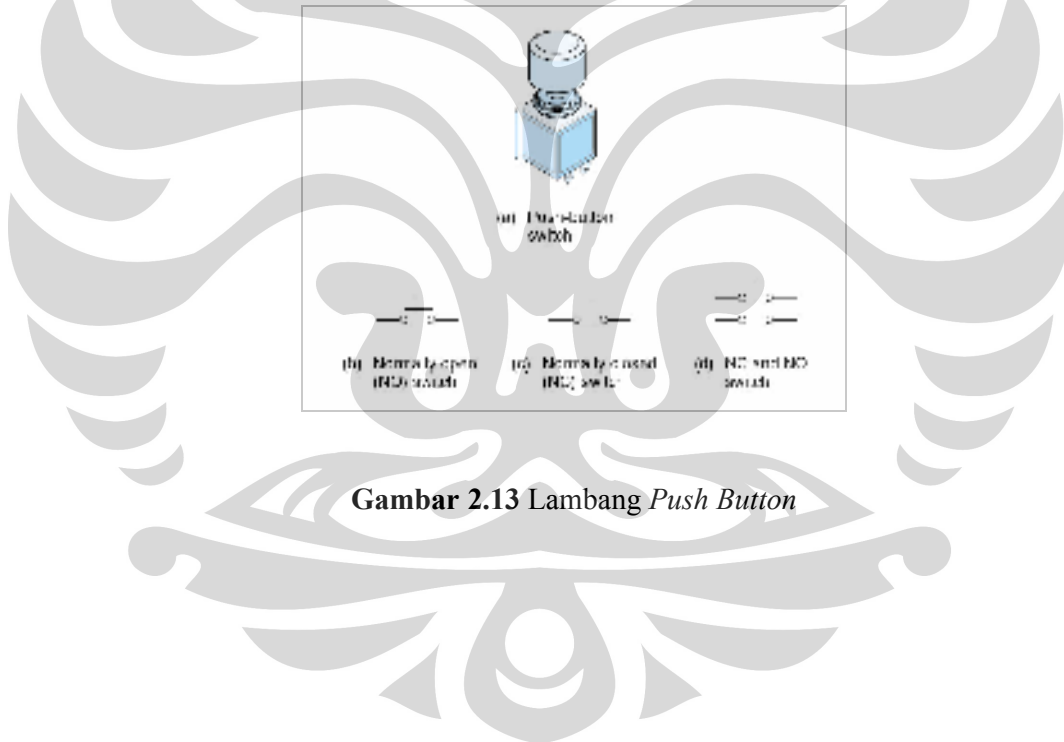 (a) Push-button
switch
(b) Normally open
(NO) switch
(c) Normally closed
switch
(d) NC and NO
switch
Gambar 2.13 Lambang Push Button